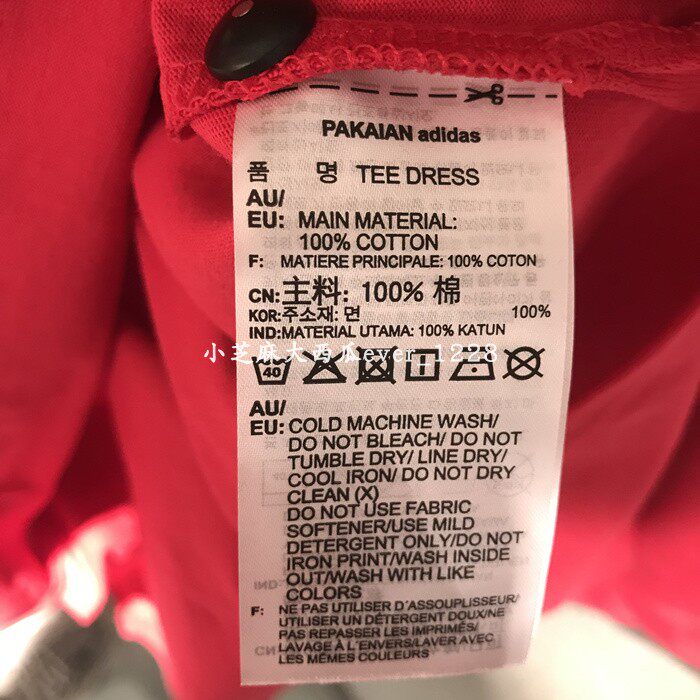 PAKAIAN adidas
품 명 TEE DRESS
AU/
EU: MAIN MATERIAL:
100% COTTON
F: MATIERE PRINCIPALE: 100% COTON
CN:主料: 100% 棉
KOR:주소재: 면 100%
IND:MATERIAL UTAMA: 100% KATUN
小芝麻大西瓜ever_1228
40
AU/
EU: COLD MACHINE WASH/
DO NOT BLEACH/ DO NOT
TUMBLE DRY/ LINE DRY/
COOL IRON/ DO NOT DRY
CLEAN (X)
DO NOT USE FABRIC
SOFTENER/USE MILD
DETERGENT ONLY/DO NOT
IRON PRINT/WASH INSIDE
OUT/WASH WITH LIKE
COLORS
F: NE PAS UTILISER D'ASSOUPLISSEUR/
UTILISER UN DÉTERGENT DOUX/NE
PAS REPASSER LES IMPRIMÉS/
LAVAGE À L'ENVERS/LAVER AVEC
LES MÊMES COULEURS